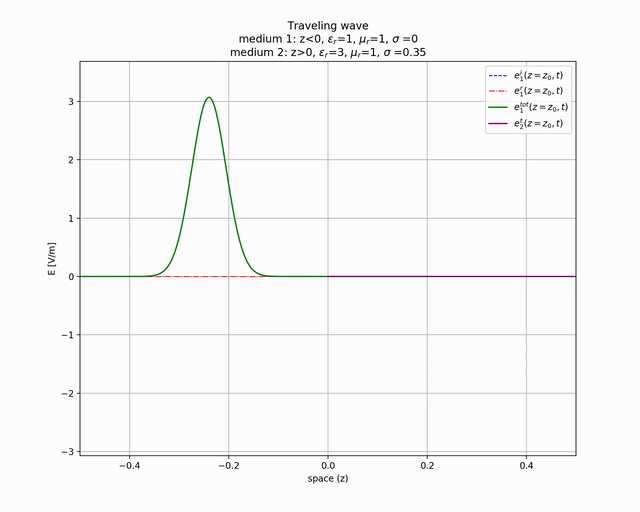 Traveling wave
medium 1: z<0, εᵣ=1, μᵣ=1, σ =0
medium 2: z>0, εᵣ=3, μᵣ=1, σ =0.35
e₁ⁱ(z = z₀, t)
e₁ʳ(z = z₀, t)
e₁ᵗᵒᵗ(z = z₀, t)
e₂ᵗ(z = z₀, t)
E [V/m]
3
2
1
0
−1
−2
−3
−0.4 −0.2 0.0 0.2 0.4
space (z)